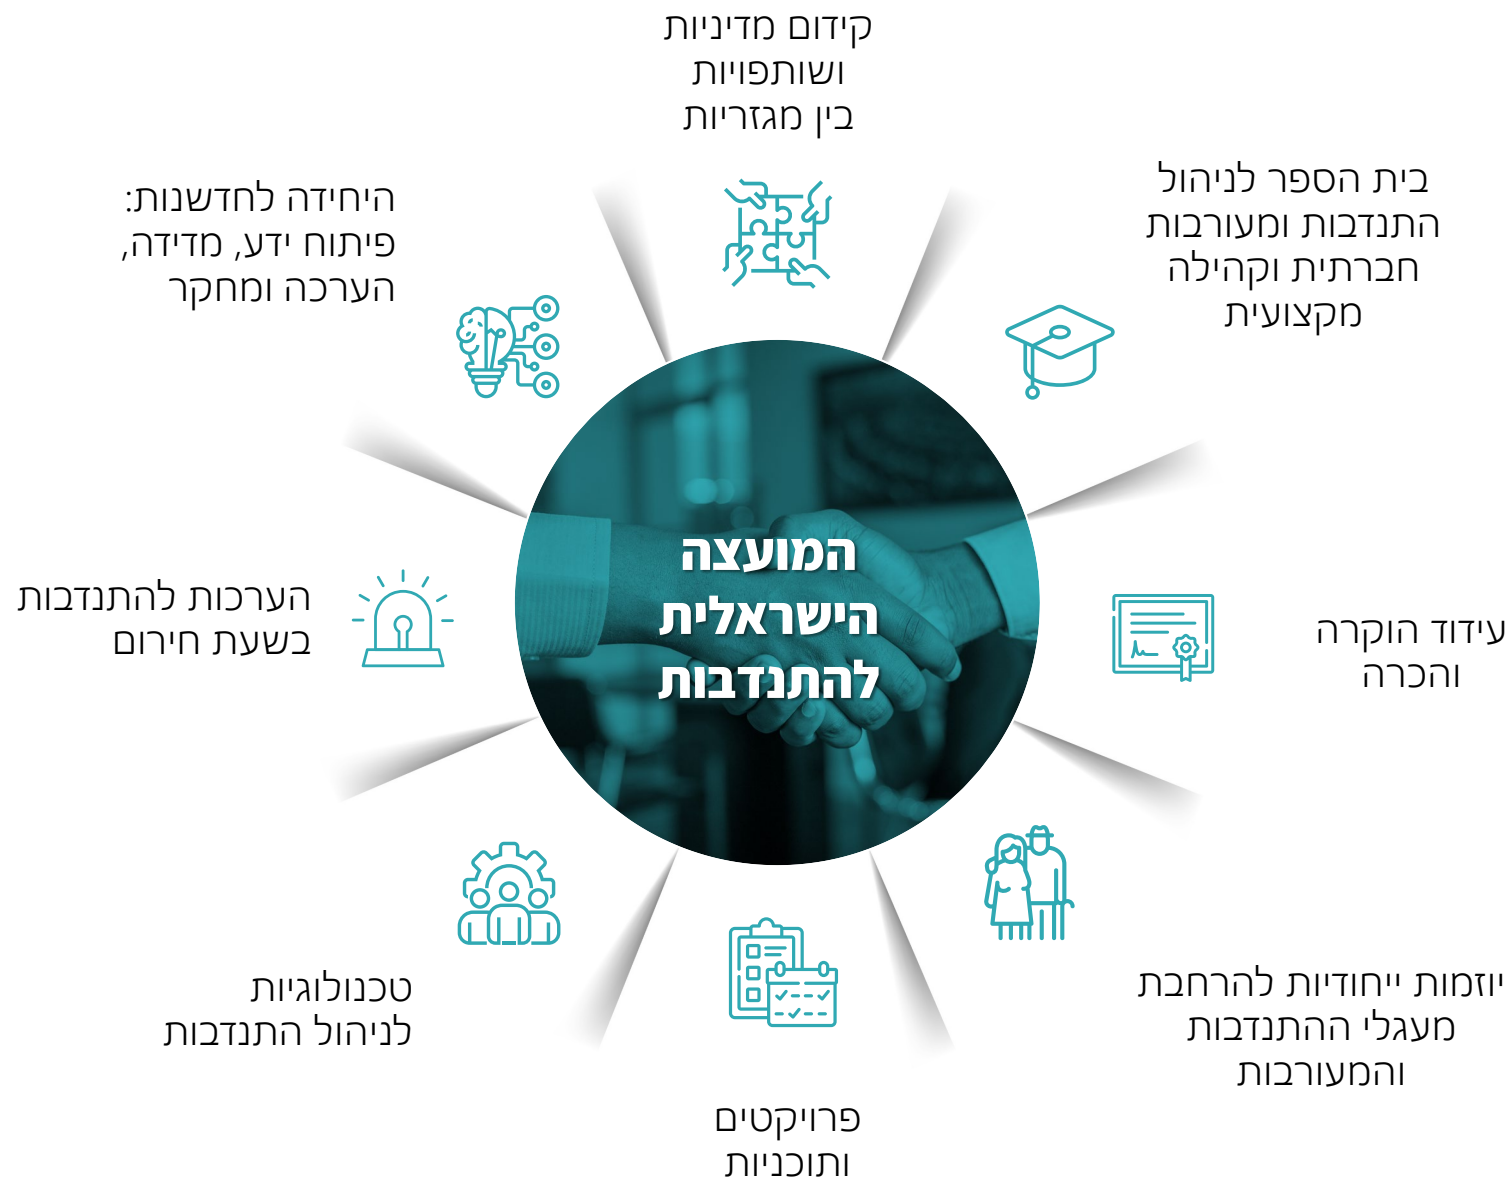 קידום מדיניות
ושותפויות
בין מגזריות
בית הספר לניהול
התנדבות ומעורבות
חברתית וקהילה
מקצועית
עידוד הוקרה
והכרה
יוזמות ייחודיות להרחבת
מעגלי ההתנדבות
והמעורבות
פרויקטים
ותוכניות
טכנולוגיות
לניהול התנדבות
הערכות להתנדבות
בשעת חירום
היחידה לחדשנות:
פיתוח ידע, מדידה,
הערכה ומחקר
המועצה
הישראלית
להתנדבות